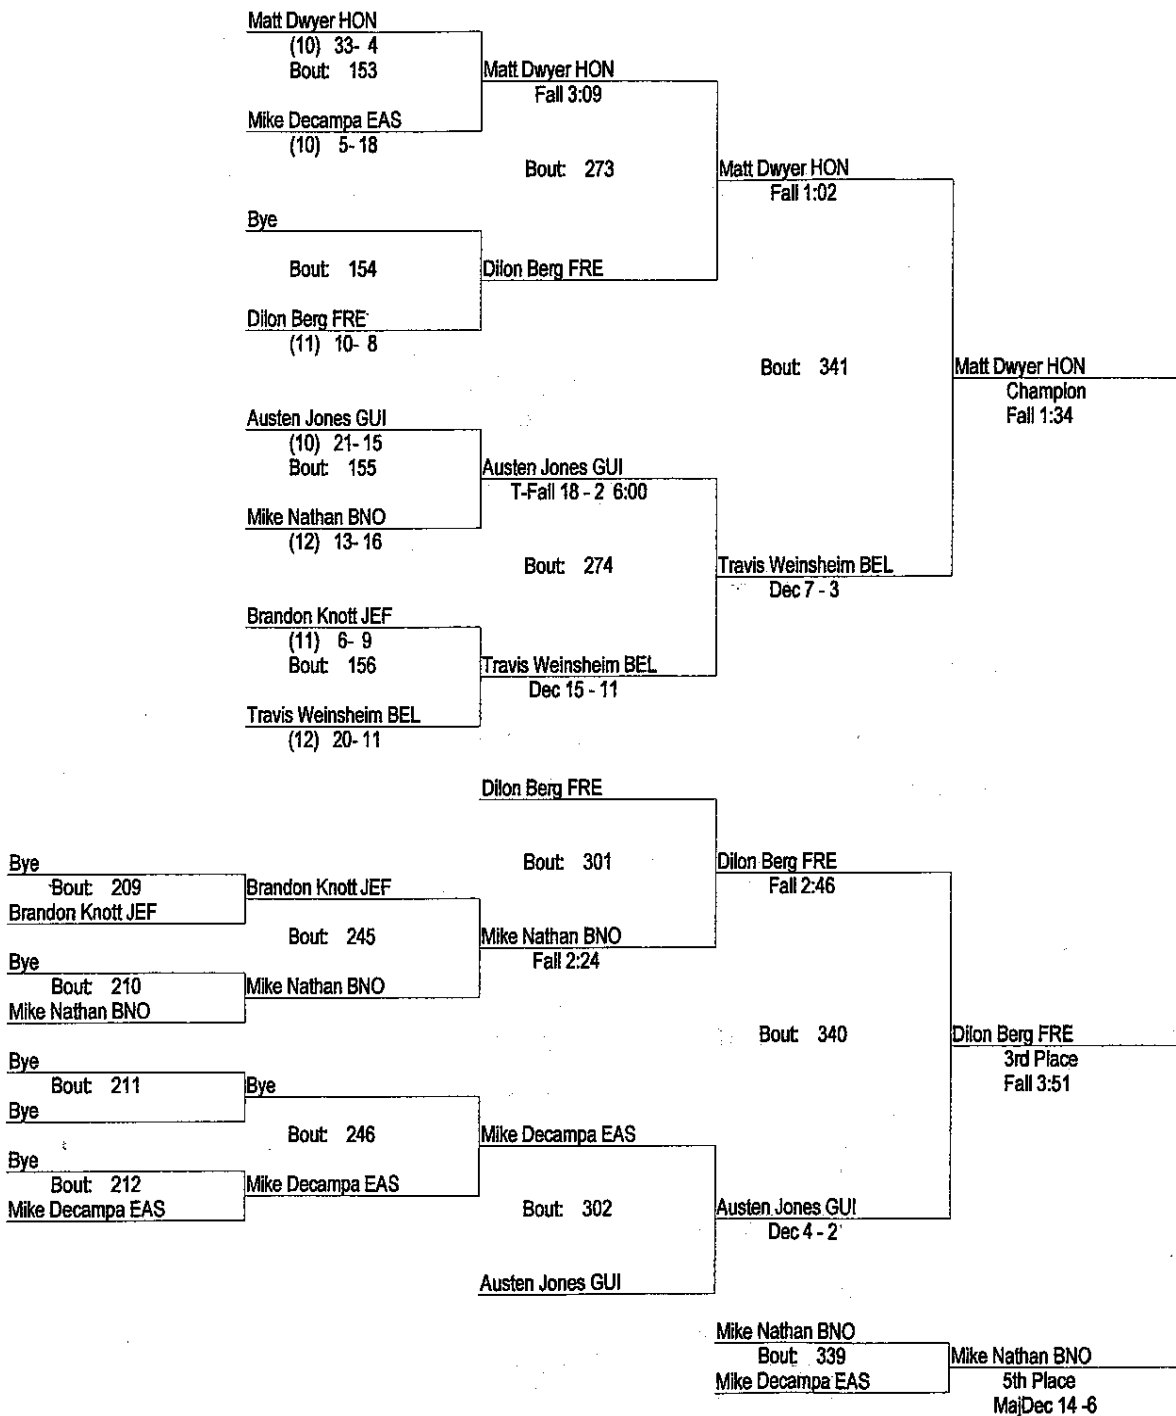 Matt Dwyer HON
(10) 33- 4
Bout: 153
Matt Dwyer HON
Fall 3:09
Mike Decampa EAS
(10) 5- 18
Bout: 273
Matt Dwyer HON
Fall 1:02
Bye
Bout: 154
Dilon Berg FRE
Dilon Berg FRE
(11) 10- 8
Bout: 341
Matt Dwyer HON
Champion
Fall 1:34
Austen Jones GUI
(10) 21- 15
Bout: 155
Austen Jones GUI
T-Fall 18 - 2 6:00
Mike Nathan BNO
(12) 13- 16
Bout: 274
Travis Weinsheim BEL
Dec 7 - 3
Brandon Knott JEF
(11) 6- 9
Bout: 156
Travis Weinsheim BEL
Dec 15 - 11
Travis Weinsheim BEL
(12) 20- 11
Dilon Berg FRE
Bout: 301
Dilon Berg FRE
Fall 2:46
Bye
Bout: 209
Brandon Knott JEF
Brandon Knott JEF
Bout: 245
Mike Nathan BNO
Fall 2:24
Bye
Bout: 210
Mike Nathan BNO
Mike Nathan BNO
Bout: 340
Dilon Berg FRE
3rd Place
Fall 3:51
Bye
Bout: 211
Bye
Bye
Bout: 246
Mike Decampa EAS
Bye
Bout: 212
Mike Decampa EAS
Mike Decampa EAS
Bout: 302
Austen Jones GUI
Dec 4 - 2
Austen Jones GUI
Mike Nathan BNO
Bout: 339
Mike Decampa EAS
Mike Nathan BNO
5th Place
MajDec 14 -6